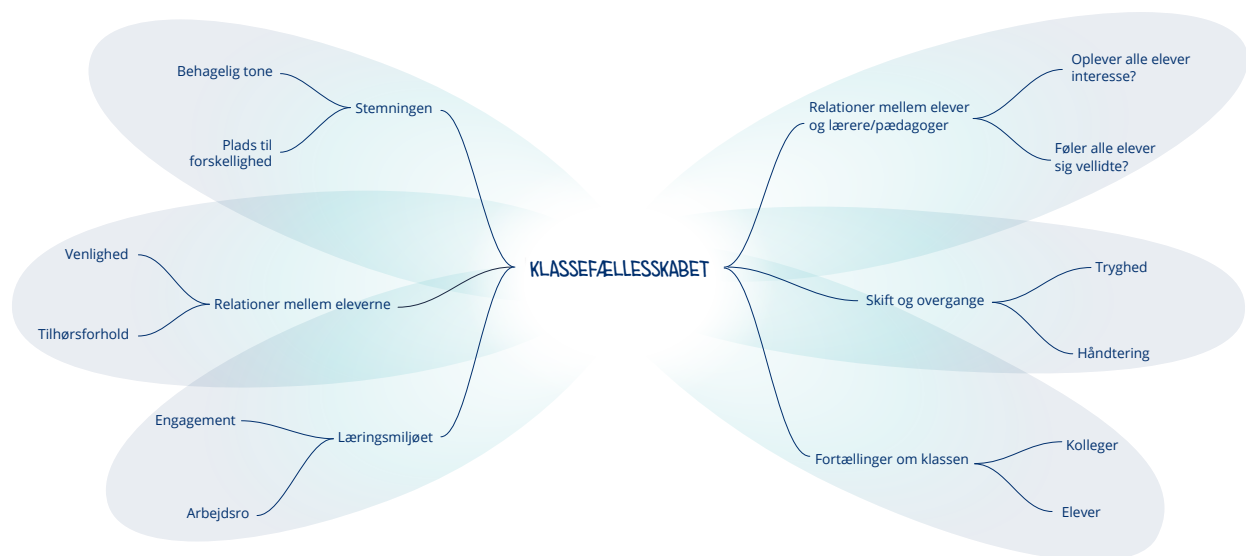 Behagelig tone
Stemningen
Plads til
forskellighed
Venlighed
Relationer mellem eleverne
Tilhørsforhold
Engagement
Læringsmiljøet
Arbejdsro
KLASSEFÆLLESSKABET
Relationer mellem elever
og lærere/pædagoger
Oplever alle elever
interesse?
Føler alle elever
sig vellidte?
Skift og overgange
Tryghed
Håndtering
Fortællinger om klassen
Kolleger
Elever